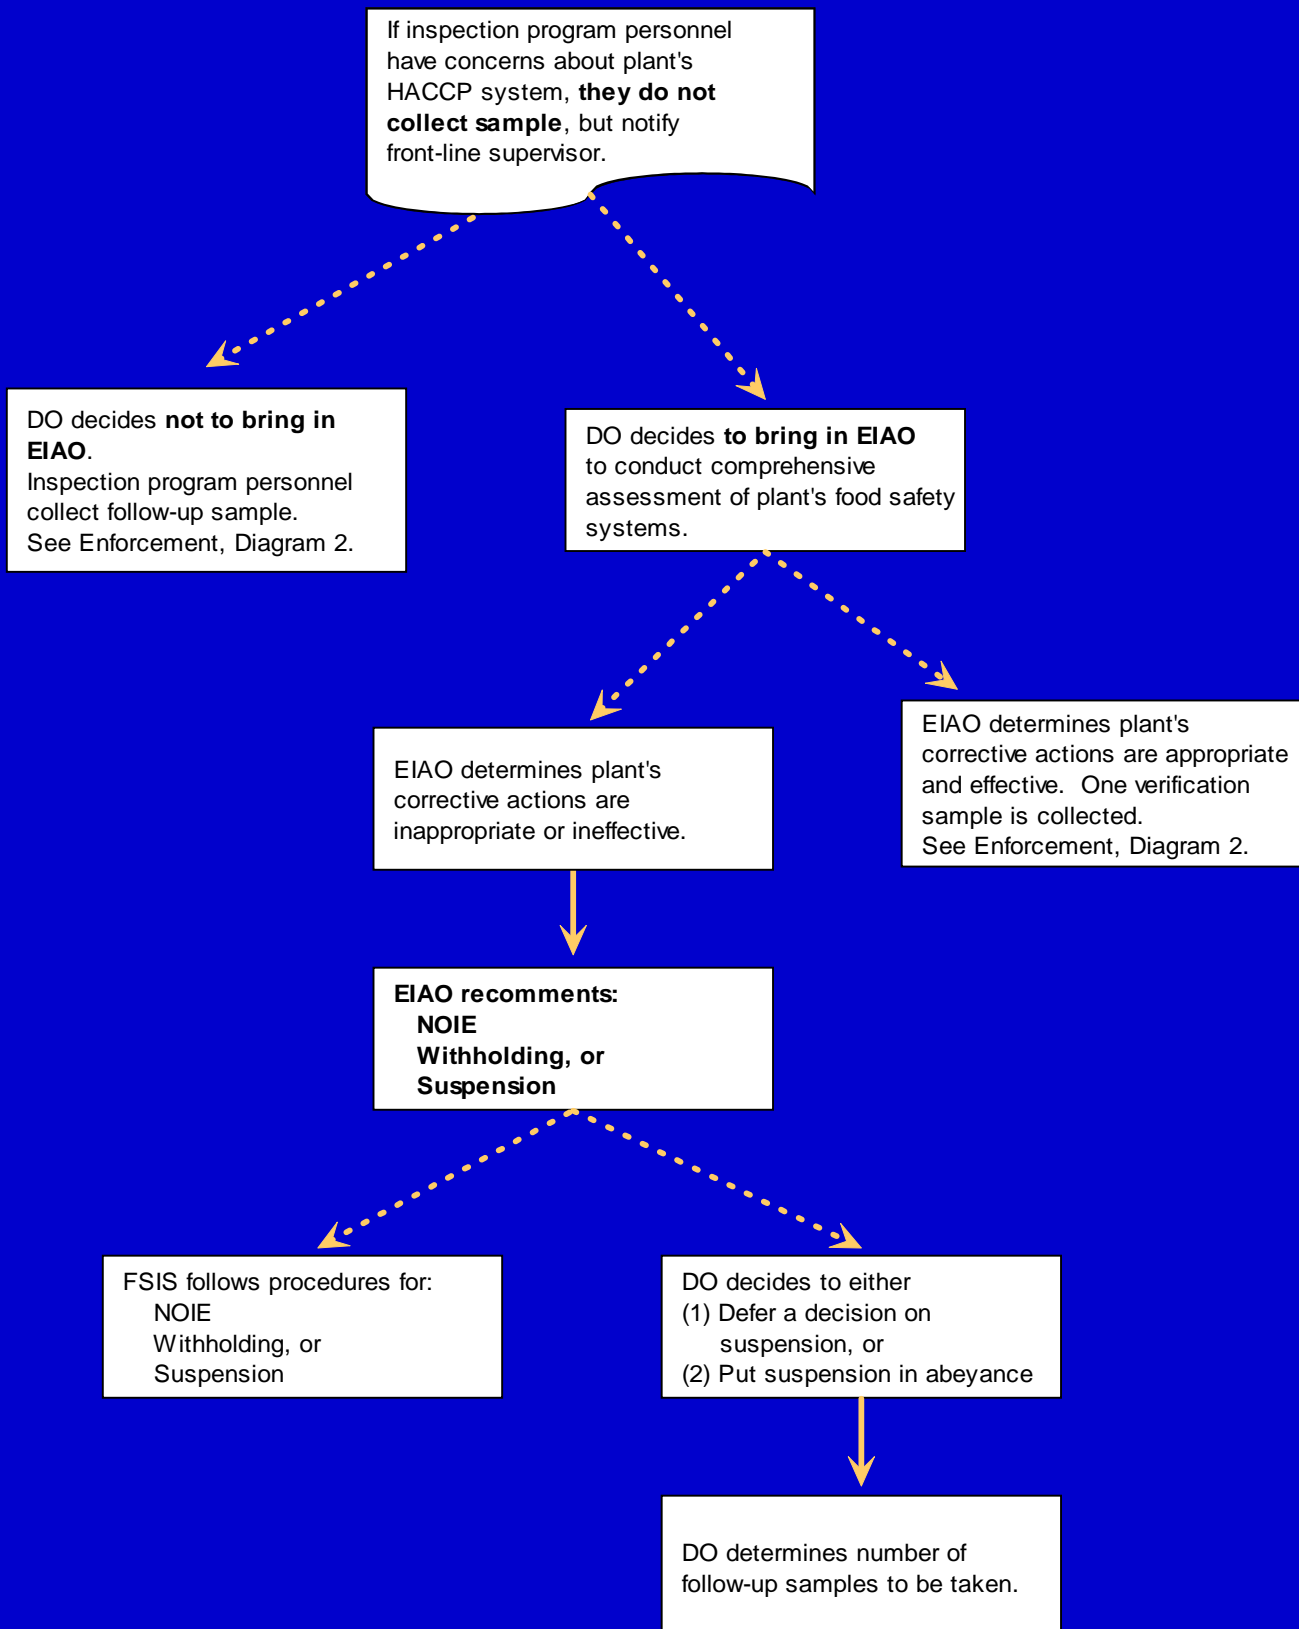 If inspection program personnel
have concerns about plant's
HACCP system, they do not
collect sample, but notify
front-line supervisor.
DO decides not to bring in
EIAO.
Inspection program personnel
collect follow-up sample.
See Enforcement, Diagram 2.
DO decides to bring in EIAO
to conduct comprehensive
assessment of plant's food safety
systems.
EIAO determines plant's
corrective actions are
inappropriate or ineffective.
EIAO determines plant's
corrective actions are appropriate
and effective. One verification
sample is collected.
See Enforcement, Diagram 2.
EIAO recomments:
NOIE
Withholding, or
Suspension
FSIS follows procedures for:
NOIE
Withholding, or
Suspension
DO decides to either
(1) Defer a decision on
suspension, or
(2) Put suspension in abeyance
DO determines number of
follow-up samples to be taken.